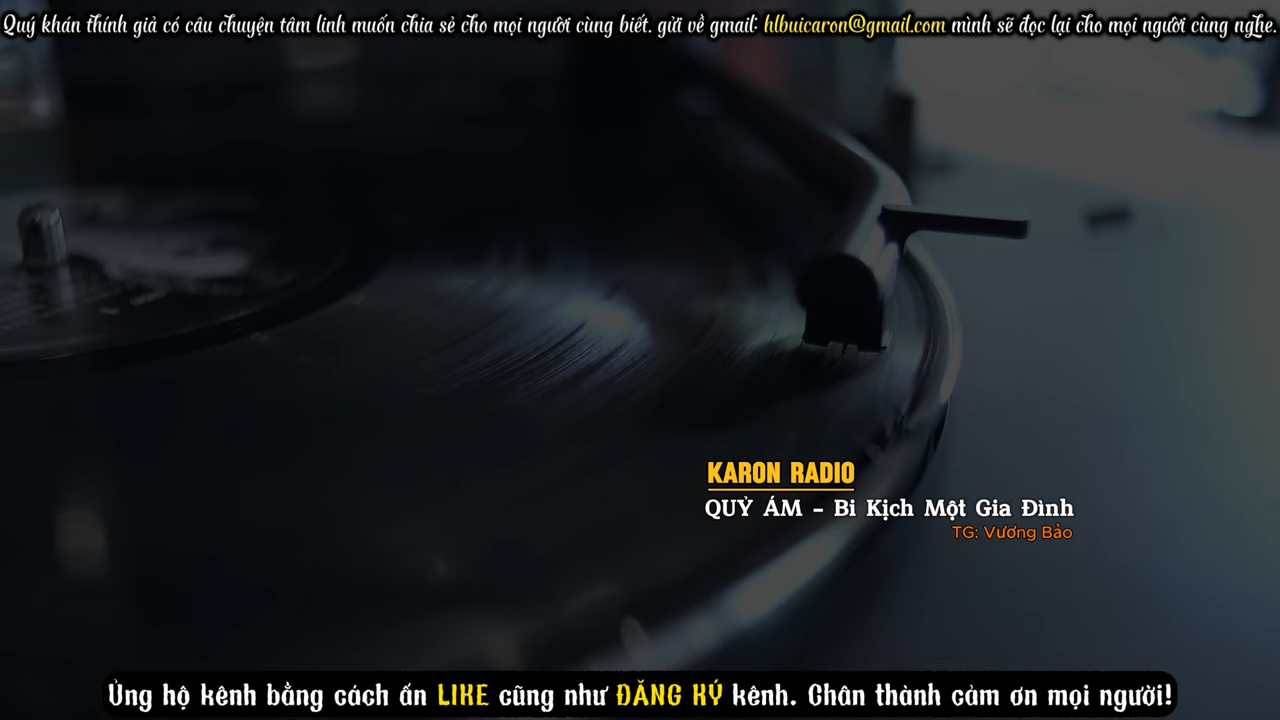 Quý khán thính giả có câu chuyện tâm linh muốn chia sẻ cho mọi người cùng biết. gửi về gmail: hlbuicaron@gmail.com mình sẽ đọc lại cho mọi người cùng nghe.
KARON RADIO
QUỶ ÁM - Bi Kịch Một Gia Đình
TG: Vương Bảo
Ủng hộ kênh bằng cách ấn LIKE cũng như ĐĂNG KÝ kênh. Chân thành cảm ơn mọi người!